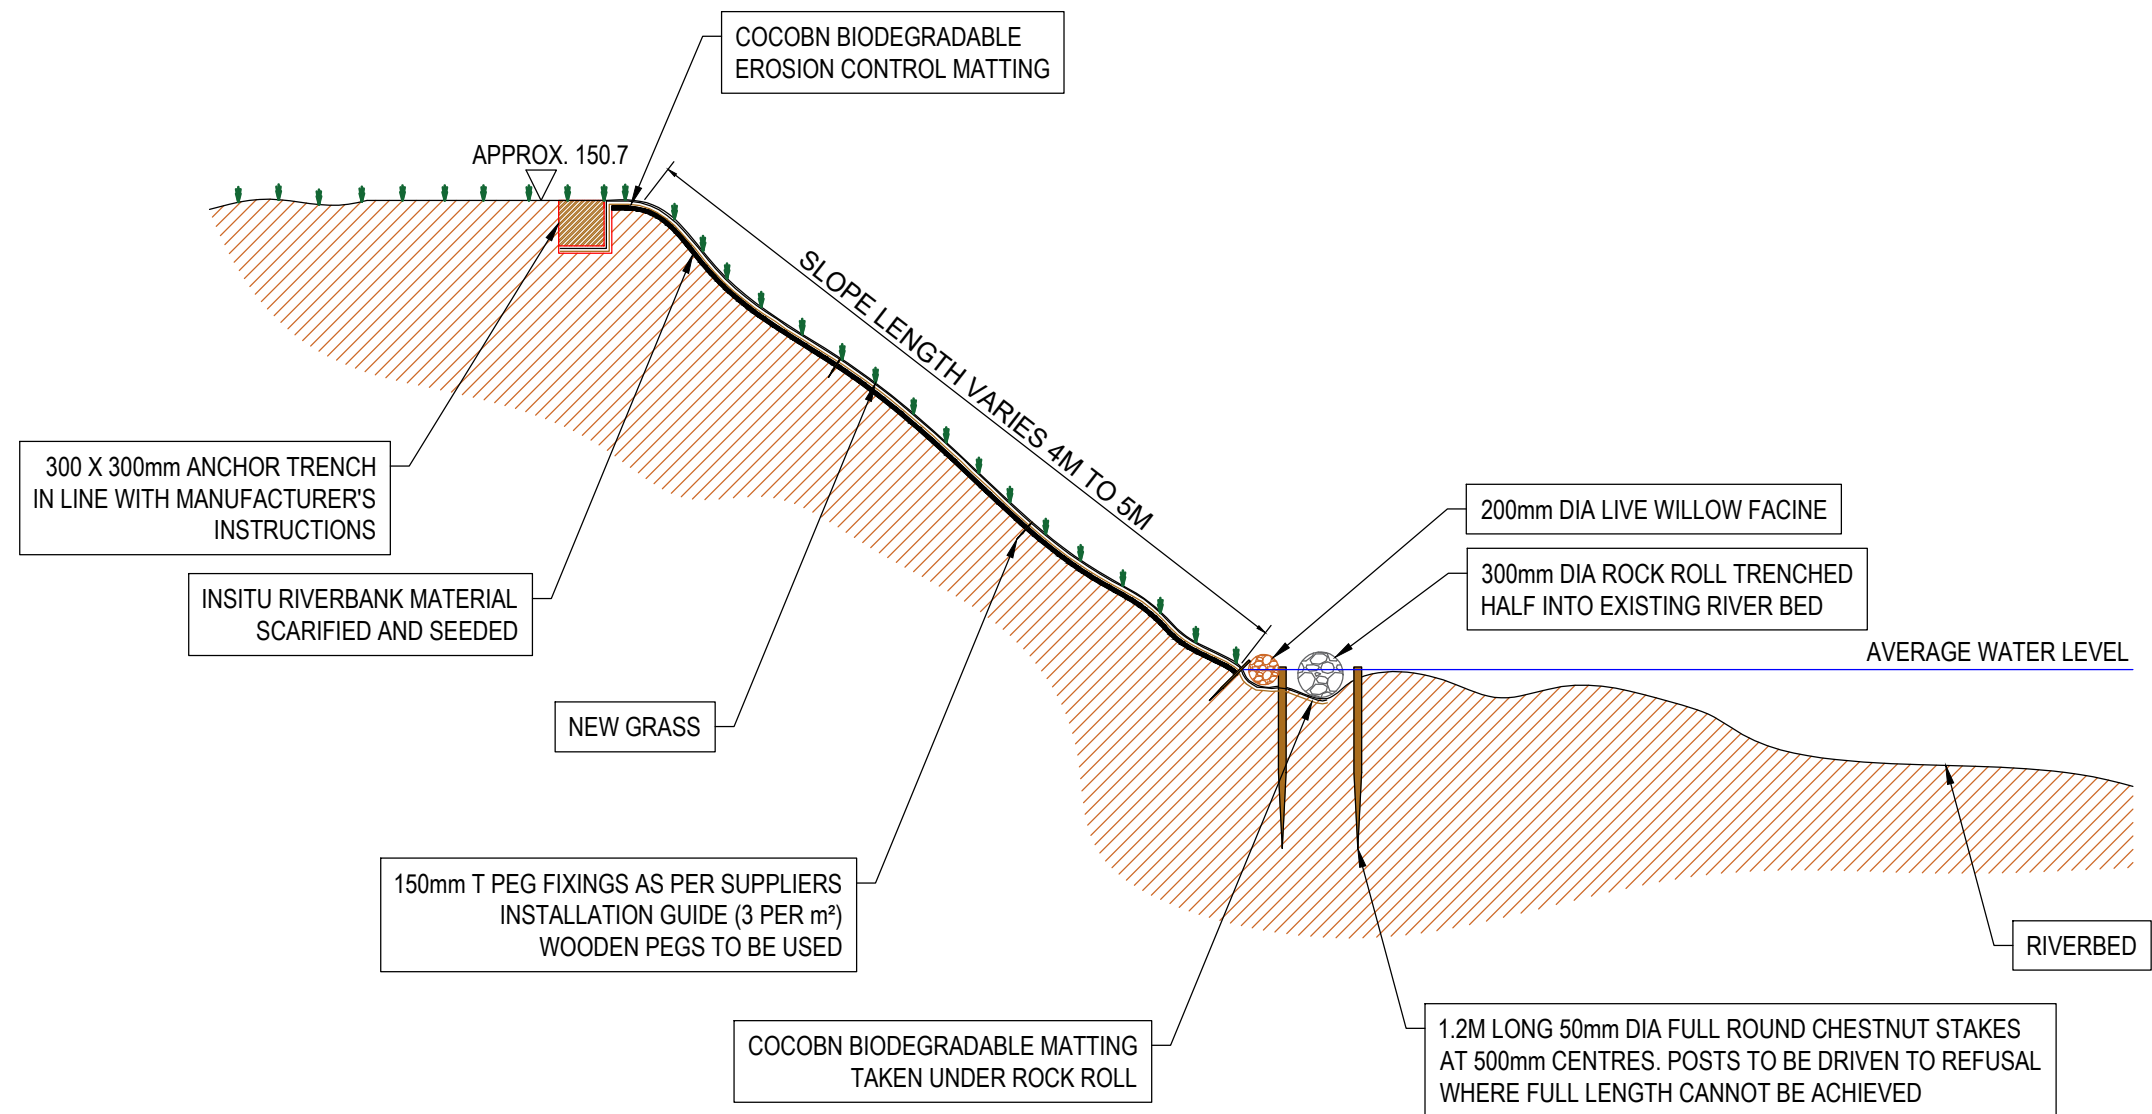 COCOBN BIODEGRADABLE
EROSION CONTROL MATTING
APPROX. 150.7
SLOPE LENGTH VARIES 4M TO 5M
300 X 300mm ANCHOR TRENCH
IN LINE WITH MANUFACTURER'S
INSTRUCTIONS
200mm DIA LIVE WILLOW FACINE
300mm DIA ROCK ROLL TRENCHED
HALF INTO EXISTING RIVER BED
INSITU RIVERBANK MATERIAL
SCARIFIED AND SEEDED
AVERAGE WATER LEVEL
NEW GRASS
150mm T PEG FIXINGS AS PER SUPPLIERS
INSTALLATION GUIDE (3 PER m²)
WOODEN PEGS TO BE USED
RIVERBED
COCOBN BIODEGRADABLE MATTING
TAKEN UNDER ROCK ROLL
1.2M LONG 50mm DIA FULL ROUND CHESTNUT STAKES
AT 500mm CENTRES. POSTS TO BE DRIVEN TO REFUSAL
WHERE FULL LENGTH CANNOT BE ACHIEVED